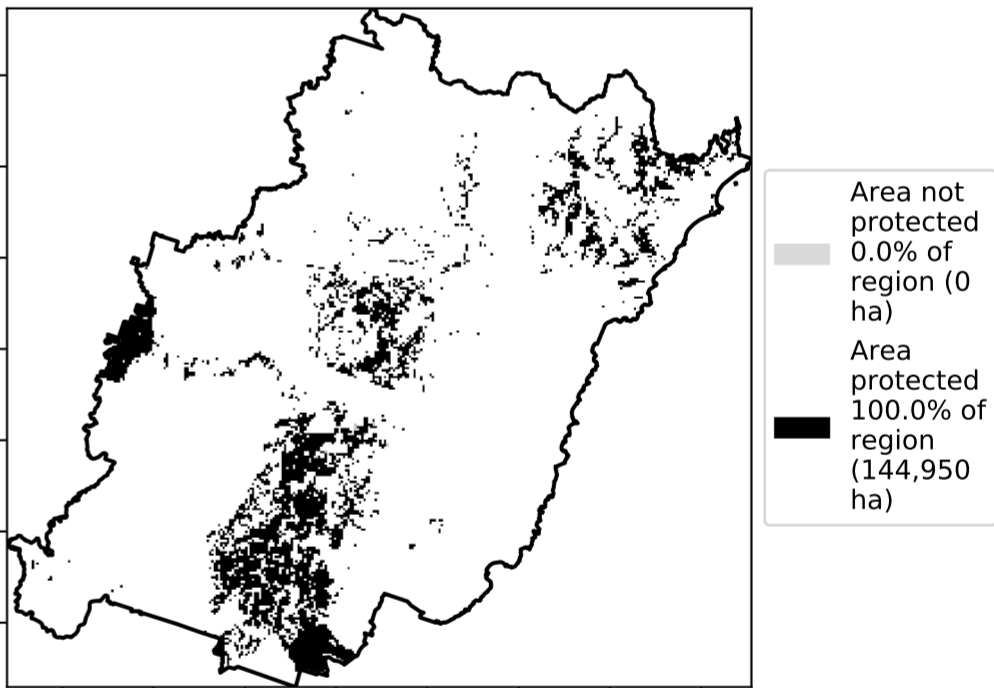 Area not
protected
0.0% of
region (0
ha)
Area
protected
100.0% of
region
(144,950
ha)